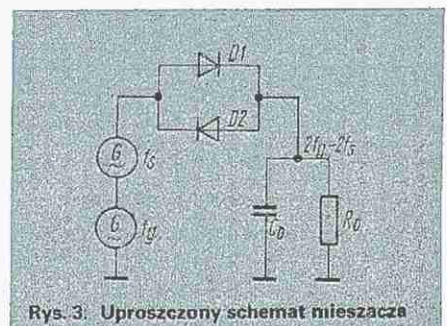 D1
D2
G
fs
G
fg
2fg-2fs
Co
Ro
Rys. 3. Uproszczony schemat mieszacza